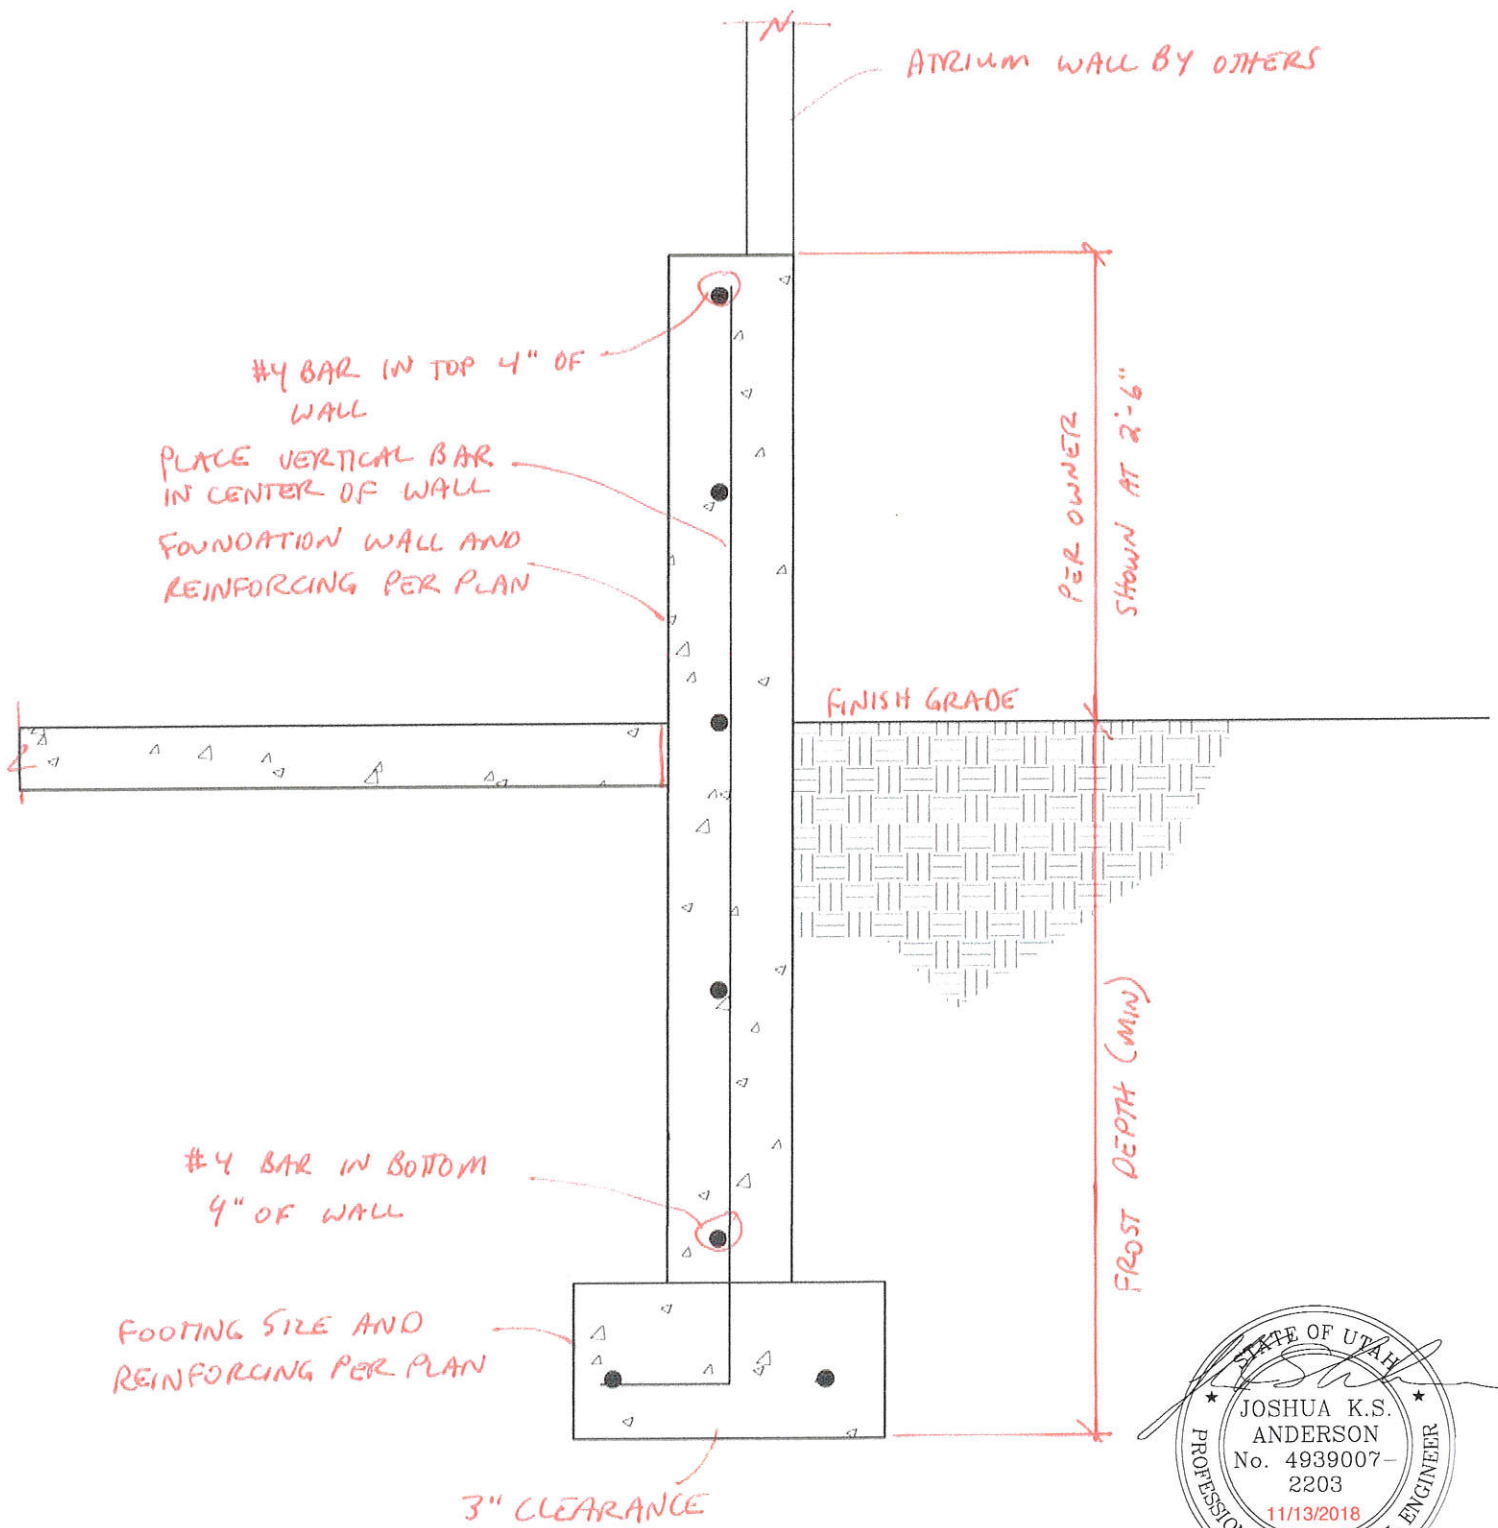 ATRIUM WALL BY OTHERS
#4 BAR IN TOP 4" OF
WALL
PLACE VERTICAL BAR
IN CENTER OF WALL
FOUNDATION WALL AND
REINFORCING PER PLAN
PER OWNER
SHOWN AT 2'-6"
FINISH GRADE
FROST DEPTH (MIN)
#4 BAR IN BOTTOM
4" OF WALL
FOOTING SIZE AND
REINFORCING PER PLAN
3" CLEARANCE
STATE OF UTAH
JOSHUA K.S.
ANDERSON
No. 4939007-
2203
11/13/2018
ENGINEER